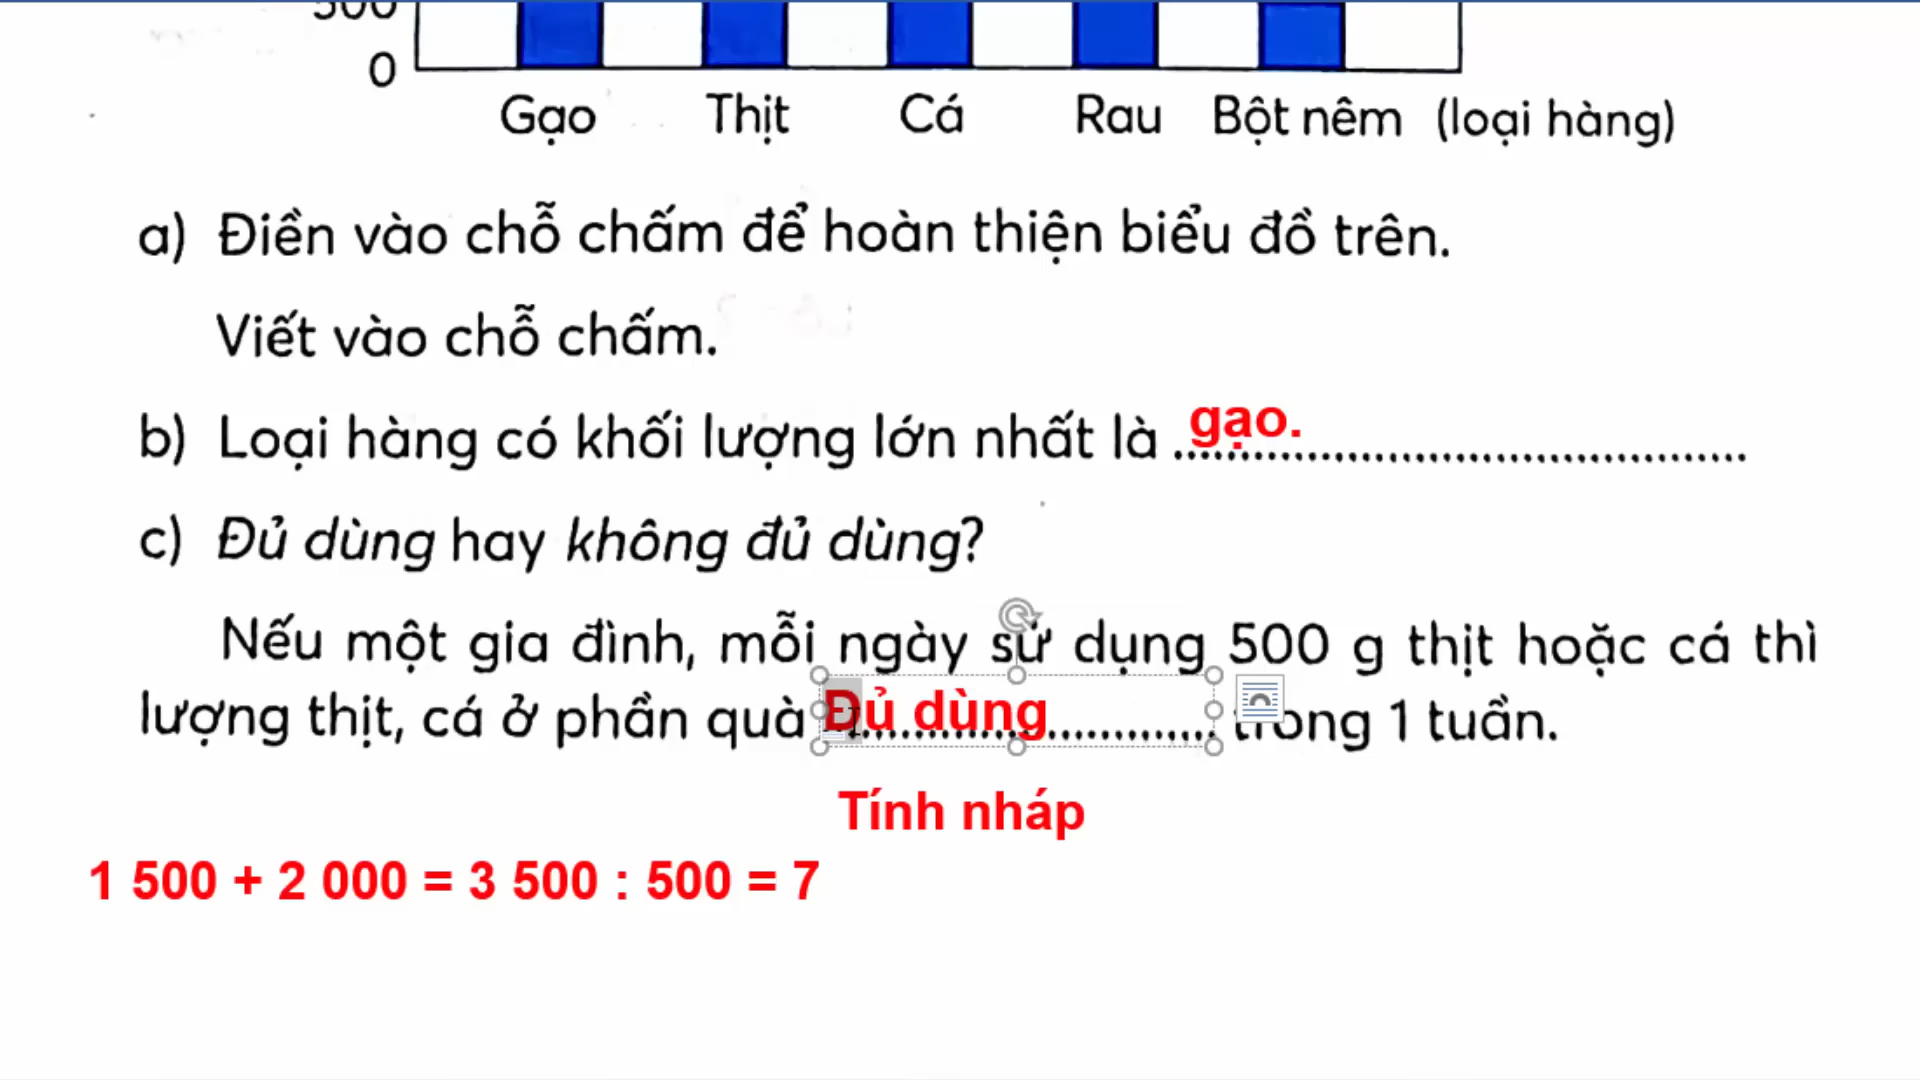 500
0
Gạo Thịt Cá Rau Bột nêm (loại hàng)
a) Điền vào chỗ chấm để hoàn thiện biểu đồ trên.
Viết vào chỗ chấm.
b) Loại hàng có khối lượng lớn nhất là gạo.
c) Đủ dùng hay không đủ dùng?
Nếu một gia đình, mỗi ngày sử dụng 500 g thịt hoặc cá thì
lượng thịt, cá ở phần quà Đủ dùng trong 1 tuần.
Tính nháp
1 500 + 2 000 = 3 500 : 500 = 7